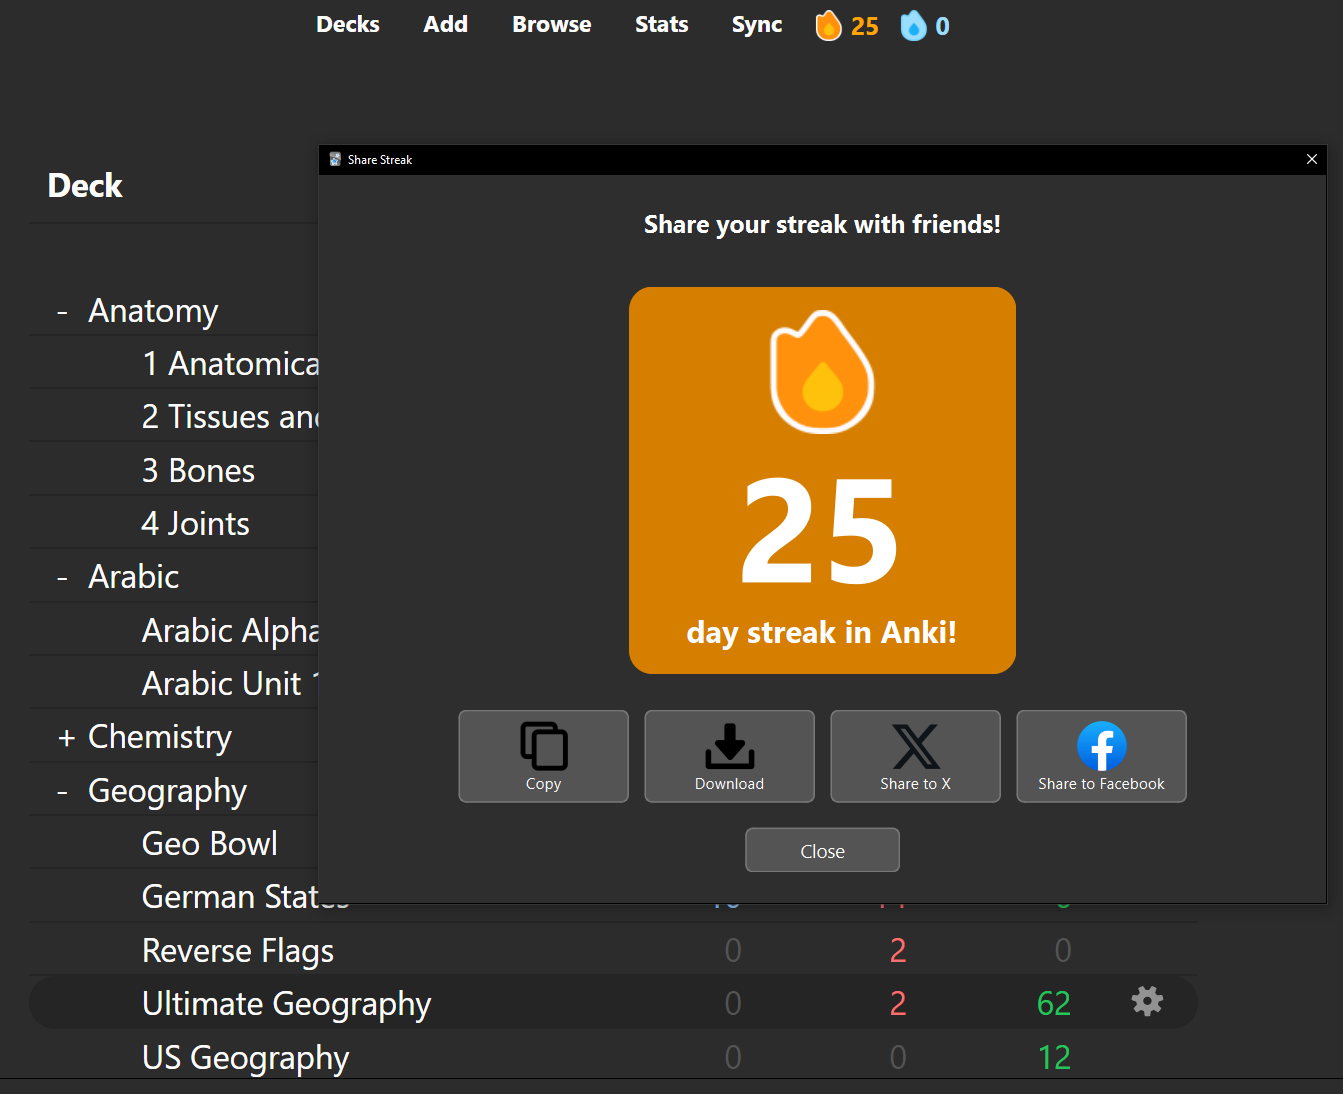 Decks Add Browse Stats Sync 25 0
Share Streak
Deck
Share your streak with friends!
- Anatomy
1 Anatomica
2 Tissues and
3 Bones
4 Joints
- Arabic
Arabic Alpha
Arabic Unit
+ Chemistry
- Geography
Geo Bowl
25
day streak in Anki!
Copy Download Share to X Share to Facebook
Close
German States
Reverse Flags 0 2 0
Ultimate Geography 0 2 62
US Geography 0 0 12